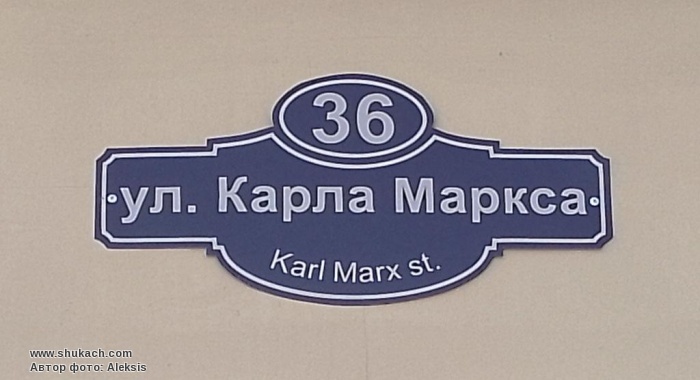 36
ул. Карла Маркса
Karl Marx st.
www.shukach.com
Автор фото: Aleksis